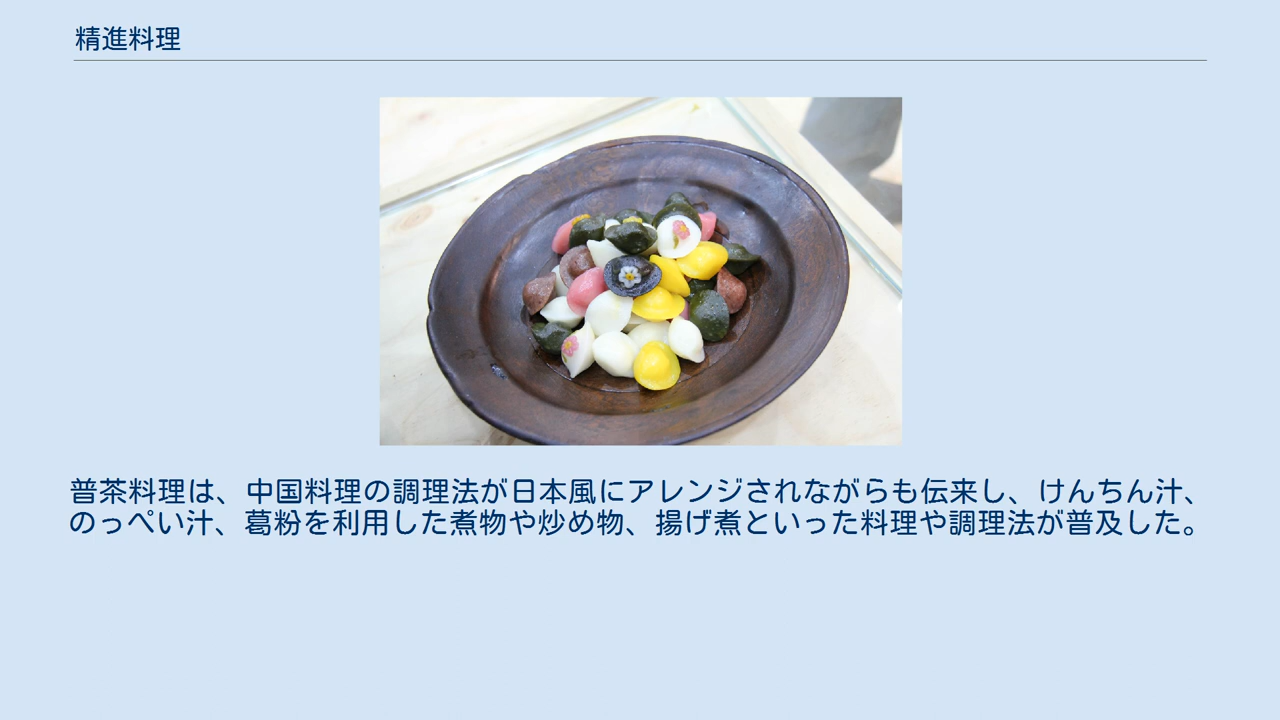 精進料理
普茶料理は、中国料理の調理法が日本風にアレンジされながらも伝来し、けんちん汁、
のっぺい汁、葛粉を利用した煮物や炒め物、揚げ煮といった料理や調理法が普及した。